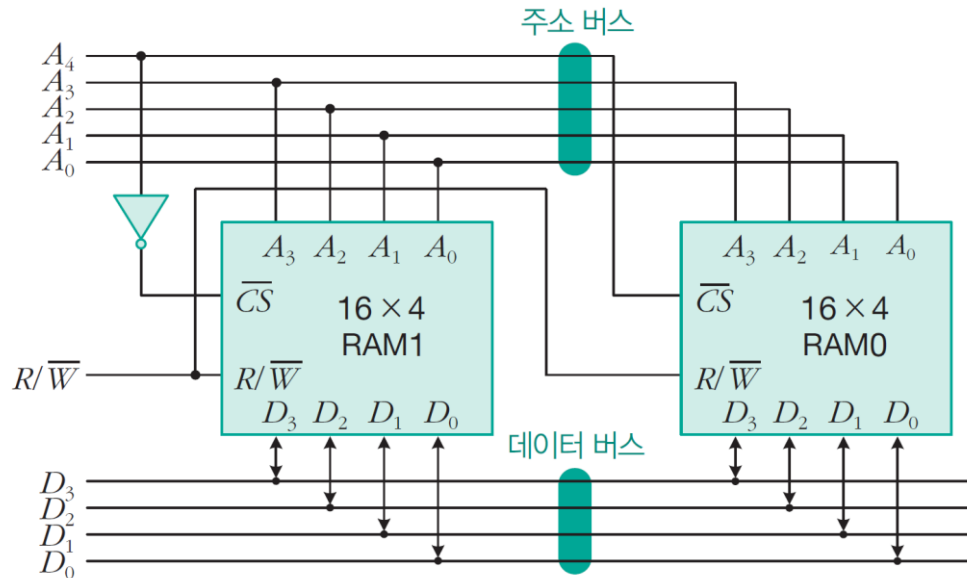 주소 버스
A₄
A₃
A₂
A₁
A₀
A₃ A₂ A₁ A₀
A₃ A₂ A₁ A₀
C̅S̅
16 × 4
RAM1
C̅S̅
16 × 4
RAM0
R/W̅
R/W̅
R/W̅
D₃ D₂ D₁ D₀
D₃ D₂ D₁ D₀
데이터 버스
D₃
D₂
D₁
D₀